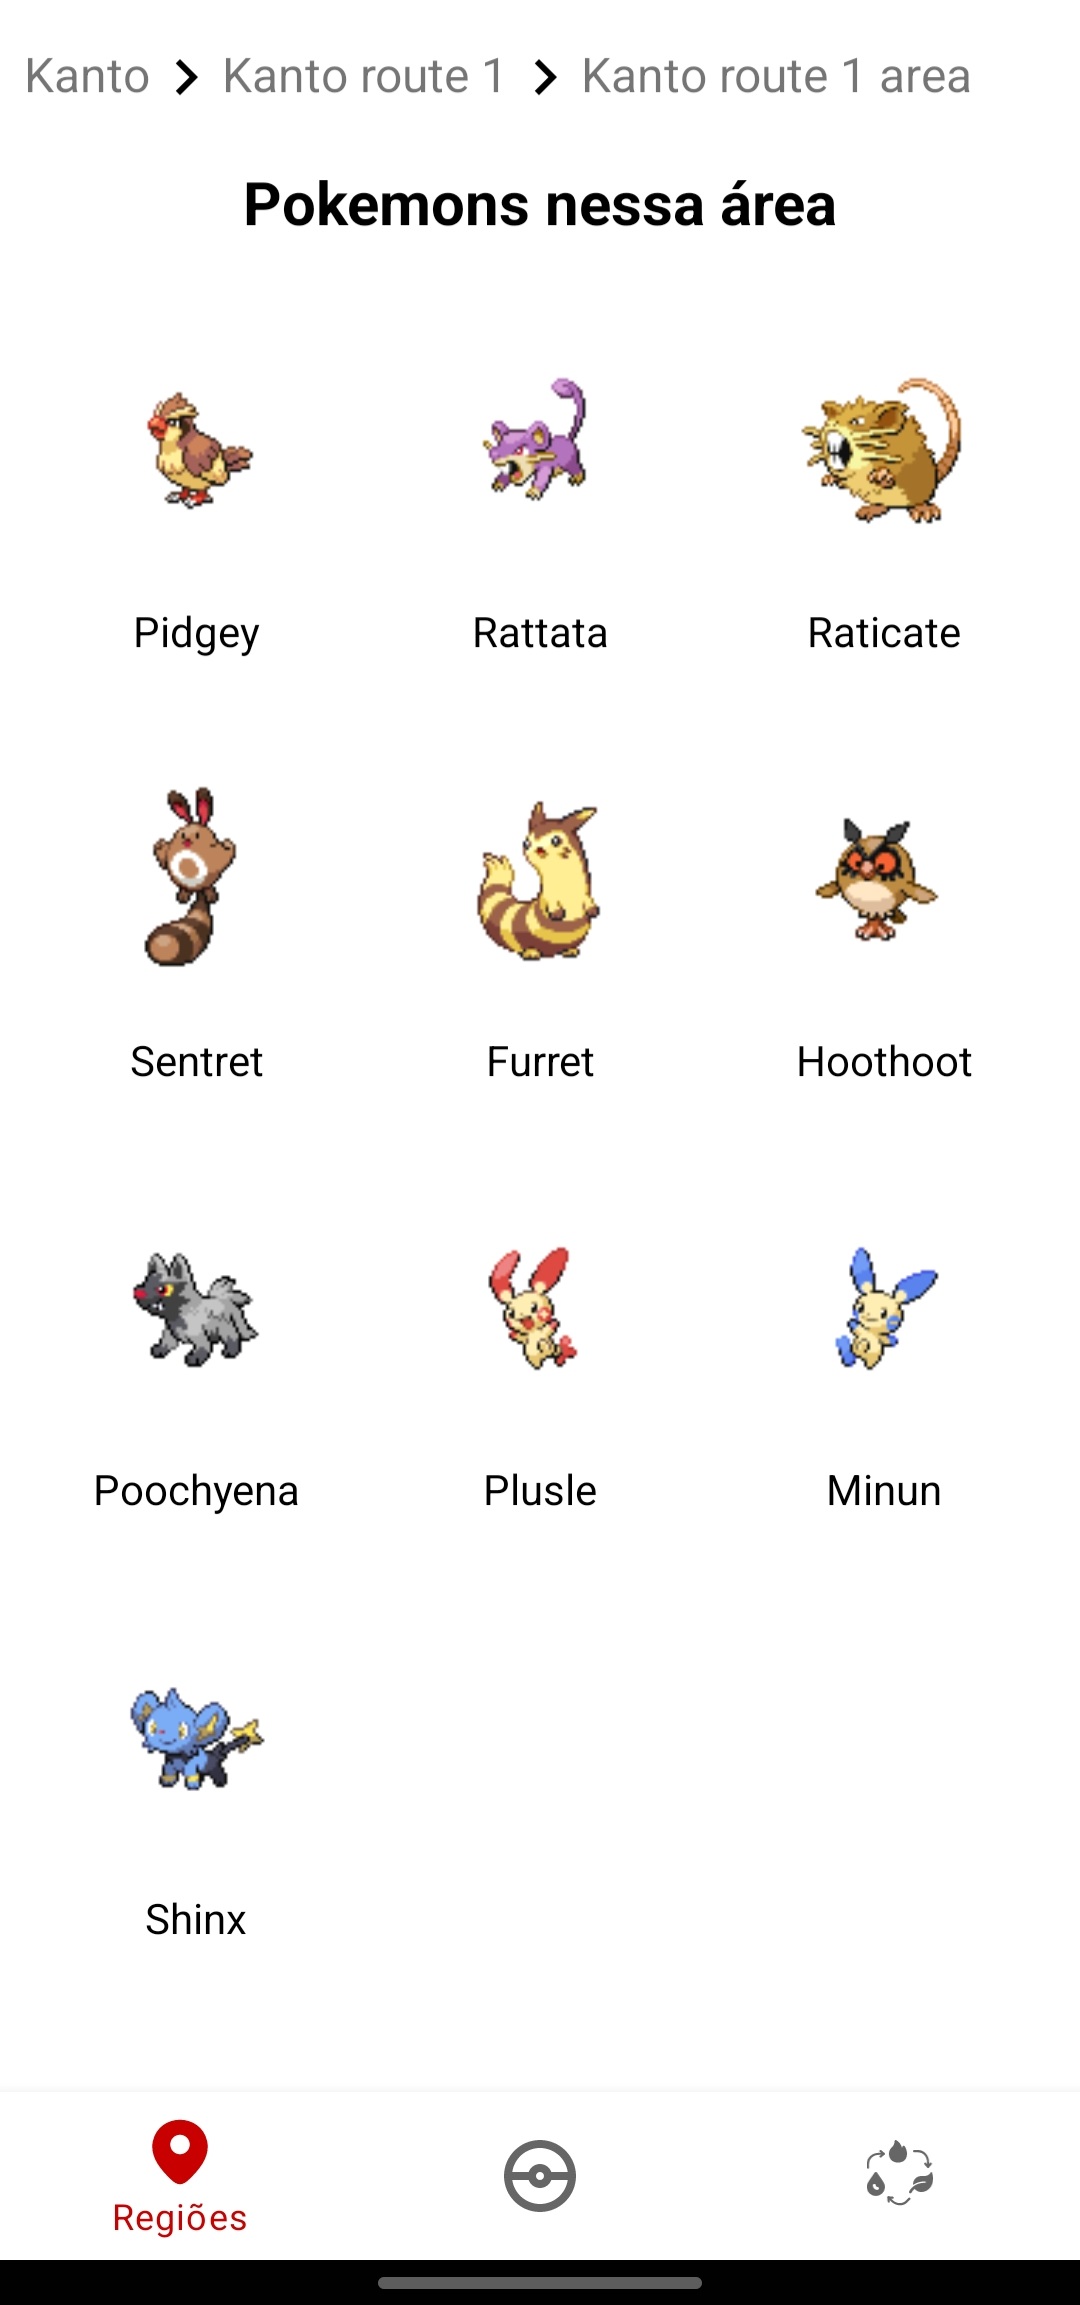 Kanto > Kanto route 1 > Kanto route 1 area
Pokemons nessa área
Pidgey Rattata Raticate
Sentret Furret Hoothoot
Poochyena Plusle Minun
Shinx
Regiões